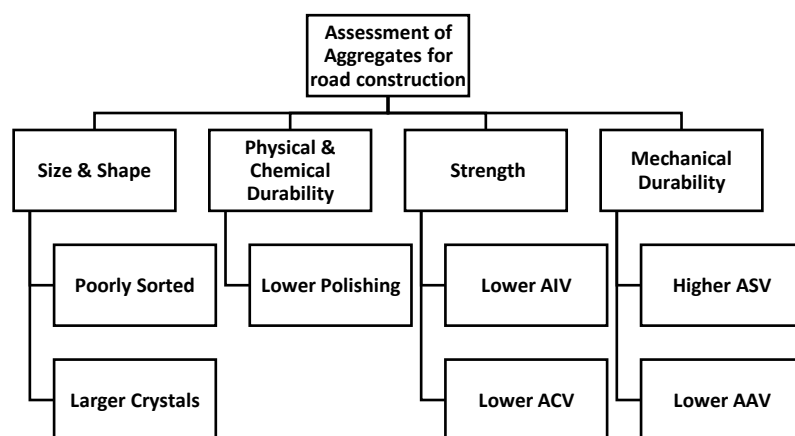 Assessment of
Aggregates for
road construction
Size & Shape
Physical &
Chemical
Durability
Strength
Mechanical
Durability
Poorly Sorted
Lower Polishing
Lower AIV
Higher ASV
Larger Crystals
Lower ACV
Lower AAV